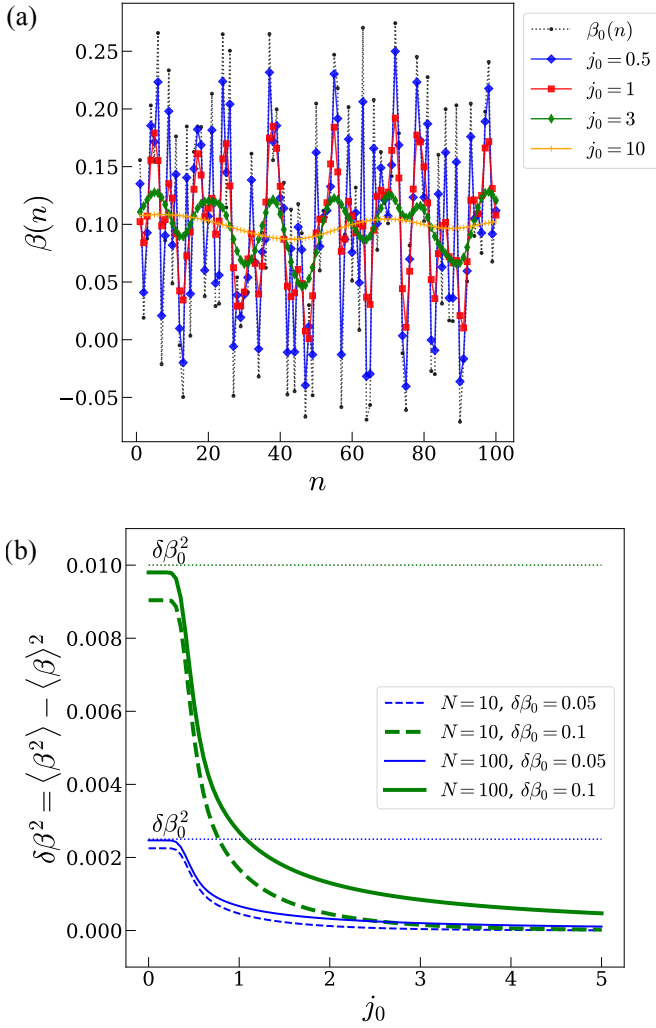 (a)
β(n)
0.25
0.20
0.15
0.10
0.05
0.00
−0.05
0 20 40 60 80 100
n
β₀(n)
j₀ = 0.5
j₀ = 1
j₀ = 3
j₀ = 10
(b)
δβ² = ⟨β²⟩ − ⟨β⟩²
0.010
0.008
0.006
0.004
0.002
0.000
δβ₀²
δβ₀²
N = 10, δβ₀ = 0.05
N = 10, δβ₀ = 0.1
N = 100, δβ₀ = 0.05
N = 100, δβ₀ = 0.1
0 1 2 3 4 5
j₀